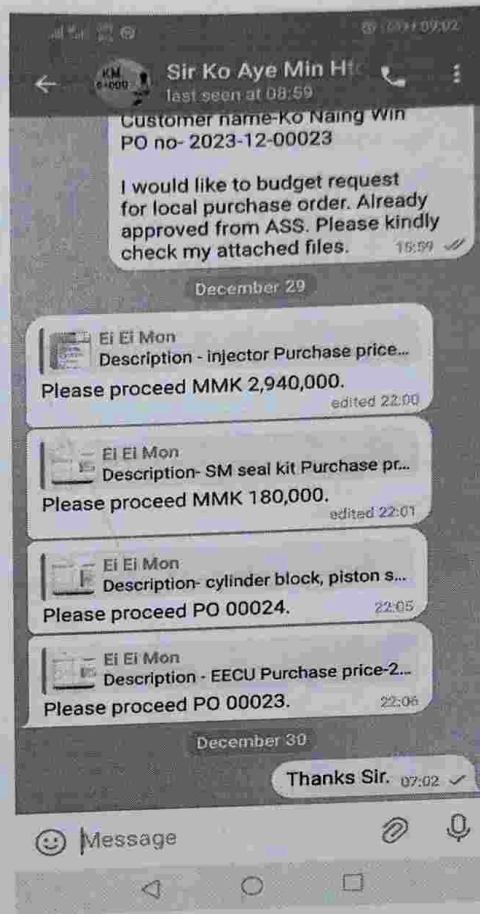 09:02
KM
Sir Ko Aye Min Ht
last seen at 08:59
Customer name-Ko Naing Win
PO no- 2023-12-00023
I would like to budget request
for local purchase order. Already
approved from ASS. Please kindly
check my attached files. 15:59
December 29
Ei Ei Mon
Description - injector Purchase price...
Please proceed MMK 2,940,000.
edited 22:00
Ei Ei Mon
Description- SM seal kit Purchase pr...
Please proceed MMK 180,000.
edited 22:01
Ei Ei Mon
Description- cylinder block, piston s...
Please proceed PO 00024. 22:05
Ei Ei Mon
Description - EECU Purchase price-2...
Please proceed PO 00023. 22:06
December 30
Thanks Sir. 07:02
Message